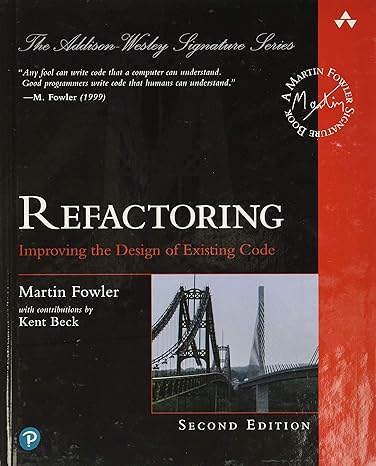 The Addison-Wesley Signature Series
"Any fool can write code that a computer can understand.
Good programmers write code that humans can understand."
—M. Fowler (1999)
A MARTIN FOWLER SIGNATURE BOOK
Martin
REFACTORING
Improving the Design of Existing Code
Martin Fowler
with contributions by
Kent Beck
SECOND EDITION
P